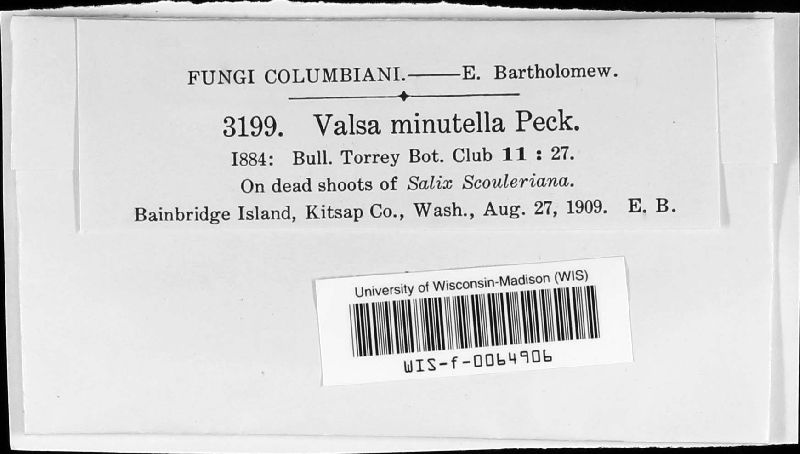 FUNGI COLUMBIANI.——E. Bartholomew.
3199. Valsa minutella Peck.
1884: Bull. Torrey Bot. Club 11 : 27.
On dead shoots of Salix Scouleriana.
Bainbridge Island, Kitsap Co., Wash., Aug. 27, 1909. E. B.
University of Wisconsin-Madison (WIS)
WIS-f-0064906